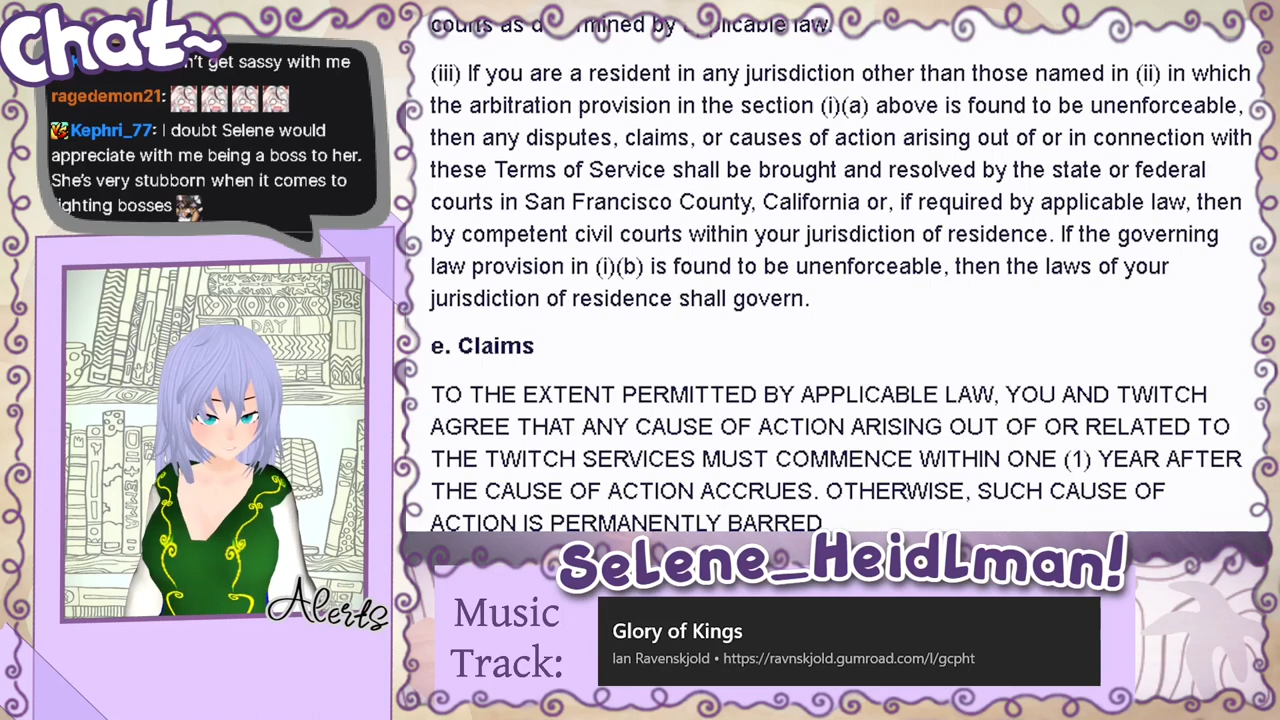 Chat~
n't get sassy with me
ragedemon21:
Kephri_77: I doubt Selene would
appreciate with me being a boss to her.
She's very stubborn when it comes to
fighting bosses
DAY
DILEMMA
Alerts
courts as determined by applicable law.
(iii) If you are a resident in any jurisdiction other than those named in (ii) in which
the arbitration provision in the section (i)(a) above is found to be unenforceable,
then any disputes, claims, or causes of action arising out of or in connection with
these Terms of Service shall be brought and resolved by the state or federal
courts in San Francisco County, California or, if required by applicable law, then
by competent civil courts within your jurisdiction of residence. If the governing
law provision in (i)(b) is found to be unenforceable, then the laws of your
jurisdiction of residence shall govern.
e. Claims
TO THE EXTENT PERMITTED BY APPLICABLE LAW, YOU AND TWITCH
AGREE THAT ANY CAUSE OF ACTION ARISING OUT OF OR RELATED TO
THE TWITCH SERVICES MUST COMMENCE WITHIN ONE (1) YEAR AFTER
THE CAUSE OF ACTION ACCRUES. OTHERWISE, SUCH CAUSE OF
ACTION IS PERMANENTLY BARRED
Selene_Heidlman!
Music
Track:
Glory of Kings
Ian Ravenskjold • https://ravnskjold.gumroad.com/l/gcpht